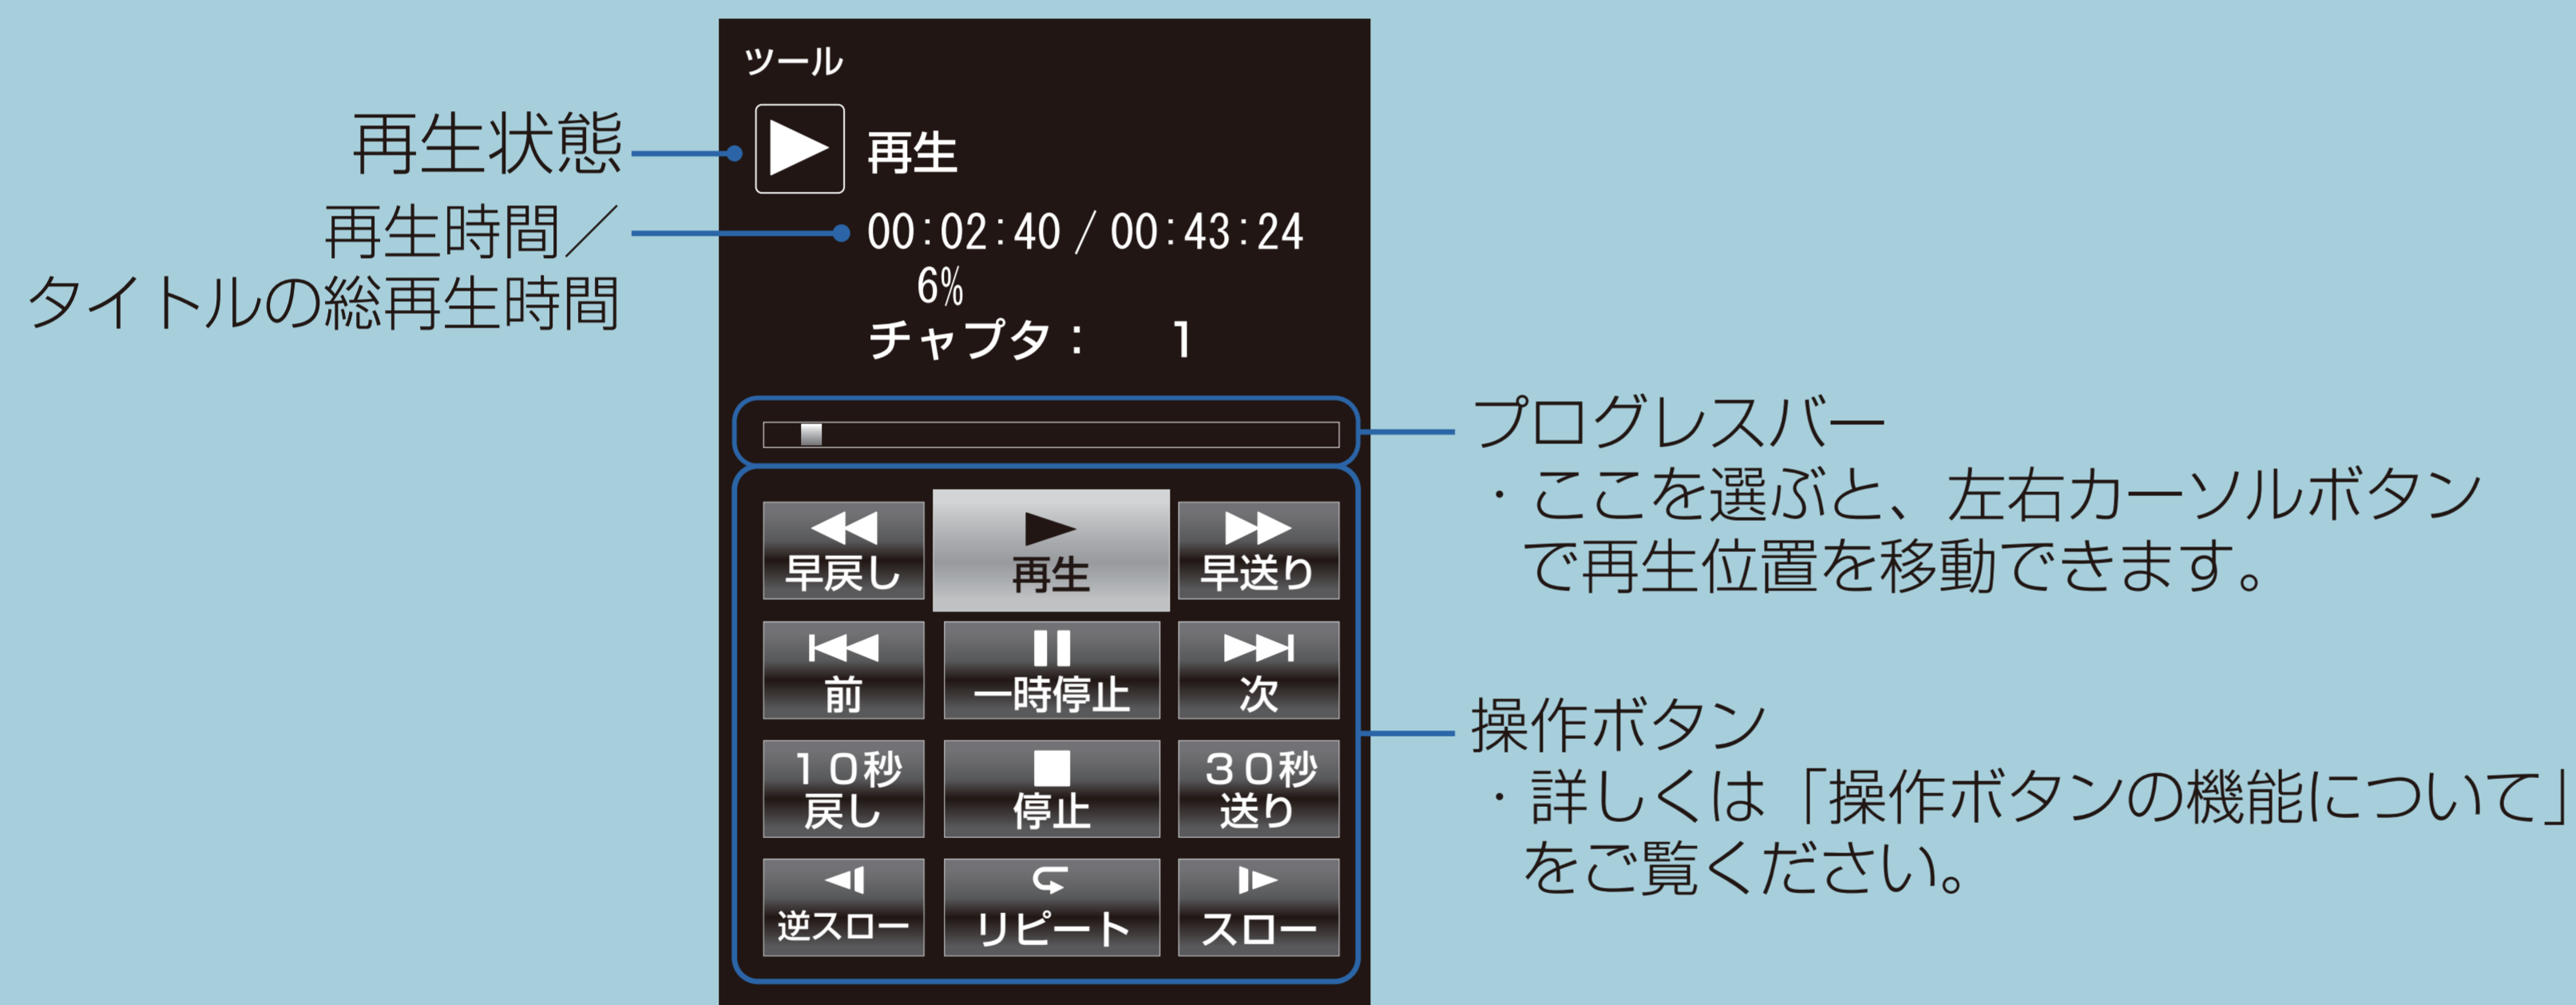 ツール
再生状態
再生
再生時間／
タイトルの総再生時間
00:02:40 / 00:43:24
6%
チャプタ： 1
プログレスバー
・ここを選ぶと、左右カーソルボタン
で再生位置を移動できます。
早戻し
再生
早送り
前
一時停止
次
10秒
戻し
停止
30秒
送り
逆スロー
リピート
スロー
操作ボタン
・詳しくは「操作ボタンの機能について」
をご覧ください。